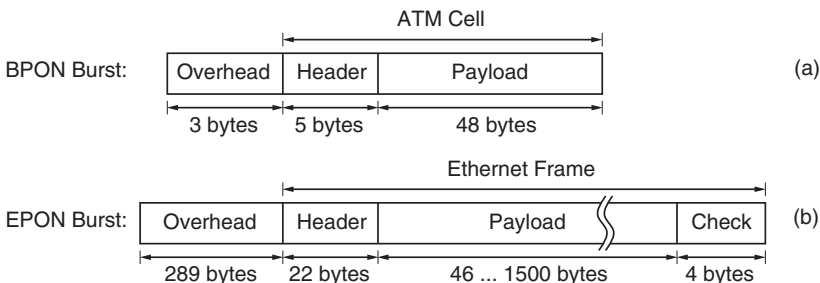 ATM Cell
BPON Burst: Overhead Header Payload (a)
3 bytes 5 bytes 48 bytes
Ethernet Frame
EPON Burst: Overhead Header Payload Check (b)
289 bytes 22 bytes 46 ... 1500 bytes 4 bytes